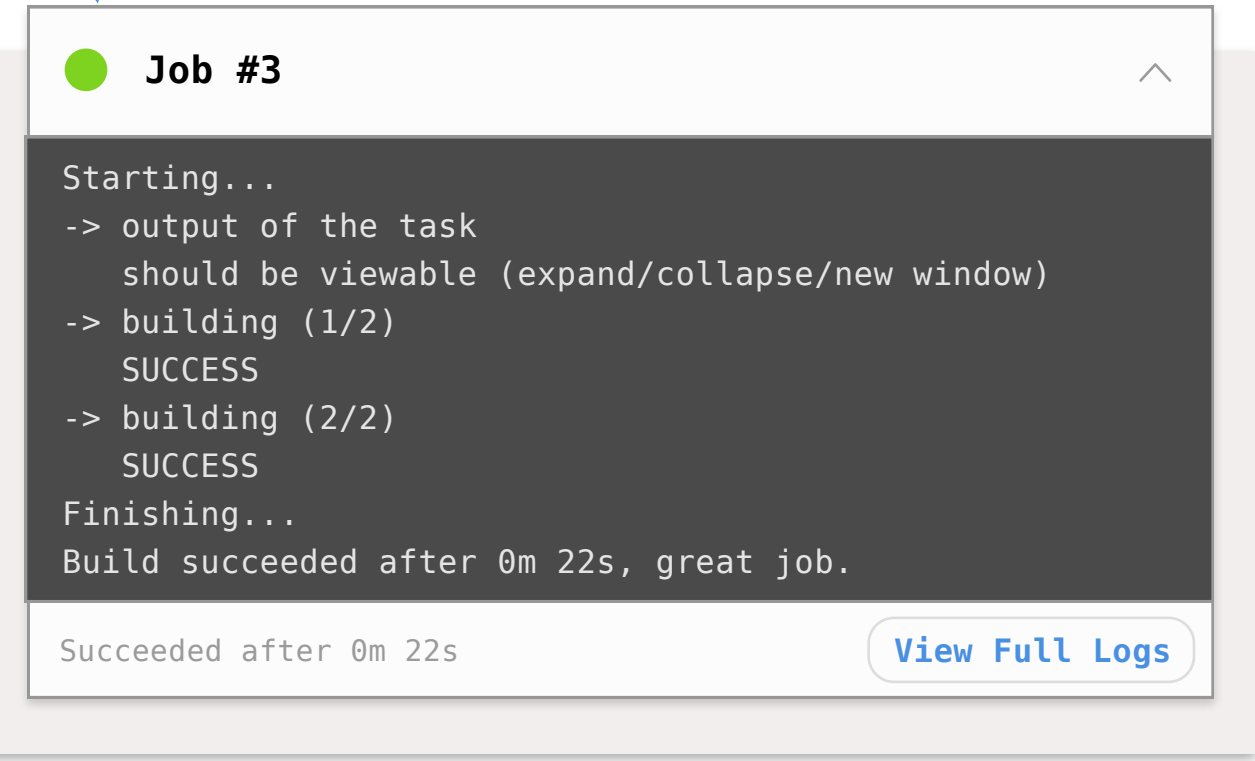 Job #3
Starting...
-> output of the task
   should be viewable (expand/collapse/new window)
-> building (1/2)
   SUCCESS
-> building (2/2)
   SUCCESS
Finishing...
Build succeeded after 0m 22s, great job.
Succeeded after 0m 22s
View Full Logs